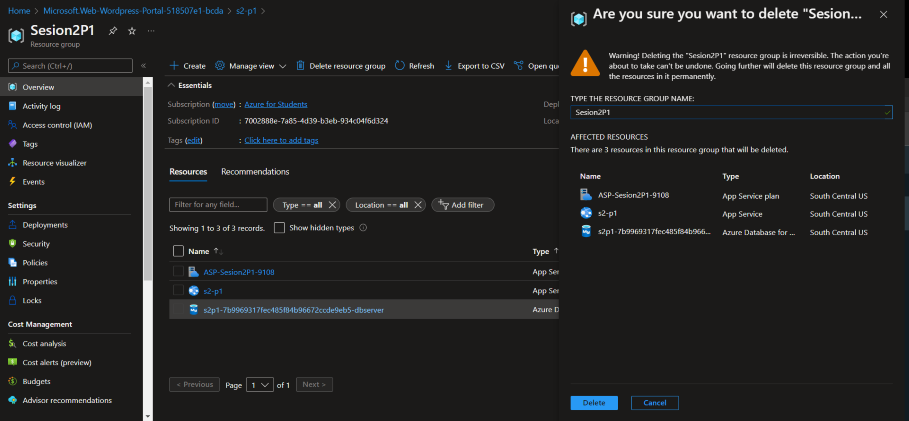 Home > Microsoft.Web-Wordpress-Portal-518507e1-bcda > s2-p1 >
Sesion2P1
Resource group
Search (Ctrl+/)
Overview
Activity log
Access control (IAM)
Tags
Resource visualizer
Events
Settings
Deployments
Security
Policies
Properties
Locks
Cost Management
Cost analysis
Cost alerts (preview)
Budgets
Advisor recommendations
Create Manage view Delete resource group Refresh Export to CSV Open qu
Essentials
Subscription (move) : Azure for Students
Depl
Subscription ID : 7002888e-7a85-4d39-b3eb-934c04f6d324
Loca
Tags (edit) : Click here to add tags
Resources Recommendations
Filter for any field... Type == all Location == all Add filter
Showing 1 to 3 of 3 records. Show hidden types
Name Type
ASP-Sesion2P1-9108 App Ser
s2-p1 App Ser
s2p1-7b9969317fec485f84b96672ccde9eb5-dbserver Azure D
< Previous Page 1 of 1 Next >
Are you sure you want to delete "Sesion...
Warning! Deleting the "Sesion2P1" resource group is irreversible. The action you're
about to take can't be undone. Going further will delete this resource group and all
the resources in it permanently.
TYPE THE RESOURCE GROUP NAME:
Sesion2P1
AFFECTED RESOURCES
There are 3 resources in this resource group that will be deleted.
Name Type Location
ASP-Sesion2P1-9108 App Service plan South Central US
s2-p1 App Service South Central US
s2p1-7b9969317fec485f84b966... Azure Database for ... South Central US
Delete Cancel